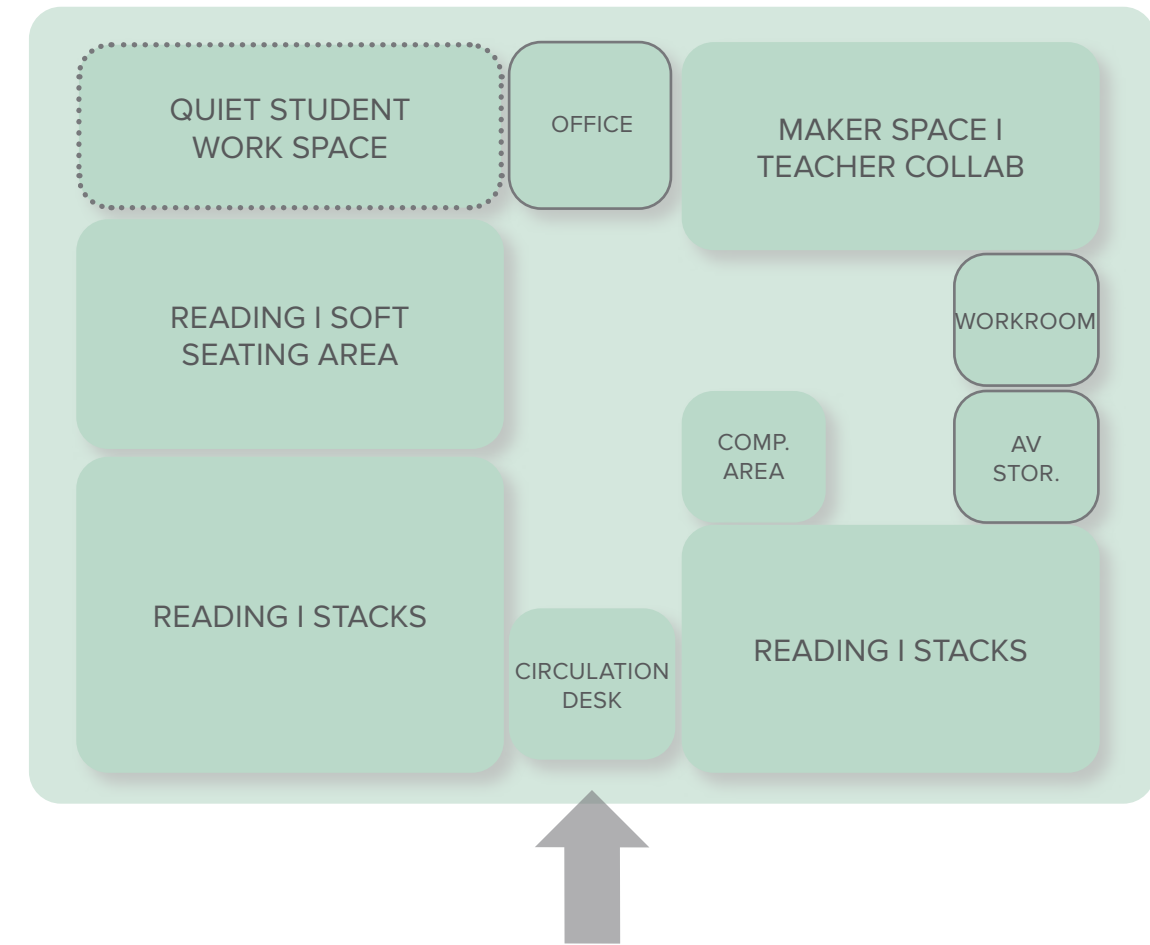 QUIET STUDENT
WORK SPACE
OFFICE
MAKER SPACE I
TEACHER COLLAB
READING I SOFT
SEATING AREA
WORKROOM
COMP.
AREA
AV
STOR.
READING I STACKS
CIRCULATION
DESK
READING I STACKS